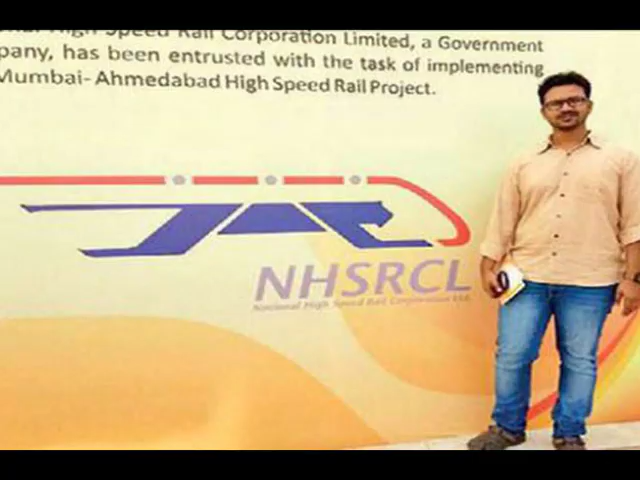 High Speed Rail Corporation Limited, a Government
has been entrusted with the task of implementing
Mumbai- Ahmedabad High Speed Rail Project.
NHSRCL
National High Speed Rail Corporation Ltd.